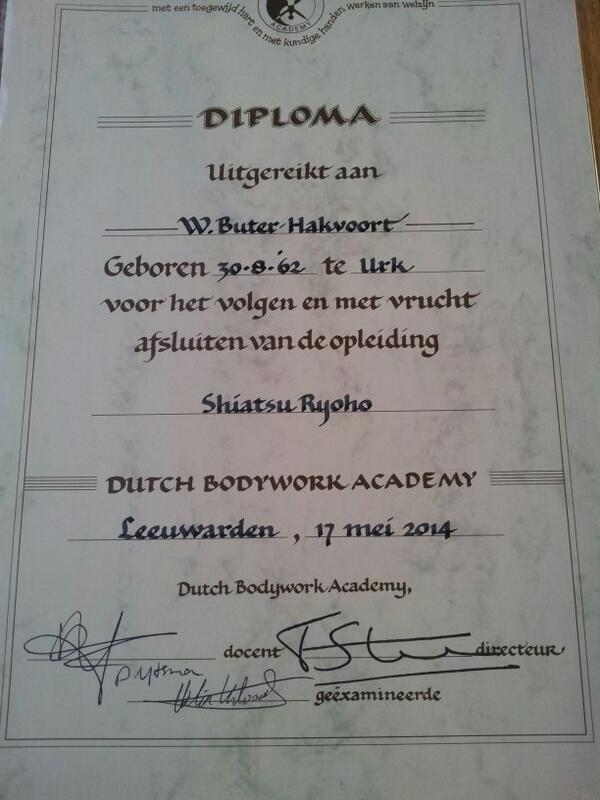 met een toegewijd hart en met kundige handen, werken aan welzijn
ACADEMY
DIPLOMA
Uitgereikt aan
W. Buter-Hakvoort
Geboren 30-8-'62 te Urk
voor het volgen en met vrucht
afsluiten van de opleiding
Shiatsu Ryoho
DUTCH BODYWORK ACADEMY
Leeuwarden, 17 mei 2014
Dutch Bodywork Academy,
docent directeur
geëxamineerde